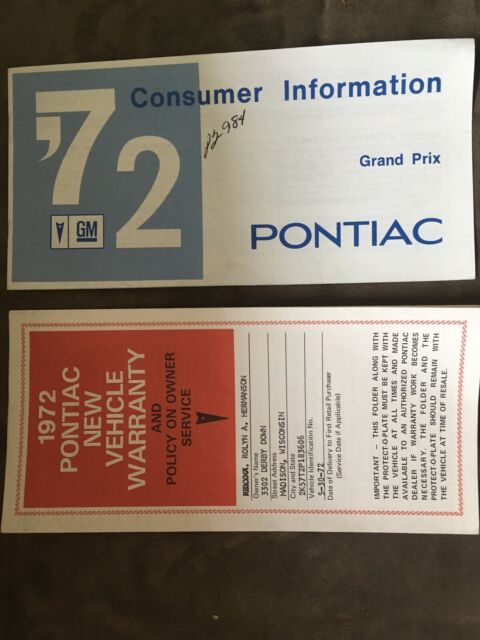 '72
Consumer Information
25984
Grand Prix
GM
PONTIAC
1972
PONTIAC
NEW
VEHICLE
WARRANTY
AND
POLICY ON OWNER
SERVICE
ROLYN A. HERMANSON
Owner's Name
3302 DERBY DOWN
Street Address
MADISON, WISCONSIN
City and State
2K57T2P183606
Vehicle Identification No.
5-30-72
Date of Delivery to First Retail Purchaser
(Service Date if Applicable)
IMPORTANT — THIS FOLDER ALONG WITH
THE PROTECT-O-PLATE MUST BE KEPT WITH
THE VEHICLE AT ALL TIMES AND MADE
AVAILABLE TO AN AUTHORIZED PONTIAC
DEALER IF WARRANTY WORK BECOMES
NECESSARY. THE FOLDER AND THE
PROTECT-O-PLATE SHOULD REMAIN WITH
THE VEHICLE AT TIME OF RESALE.